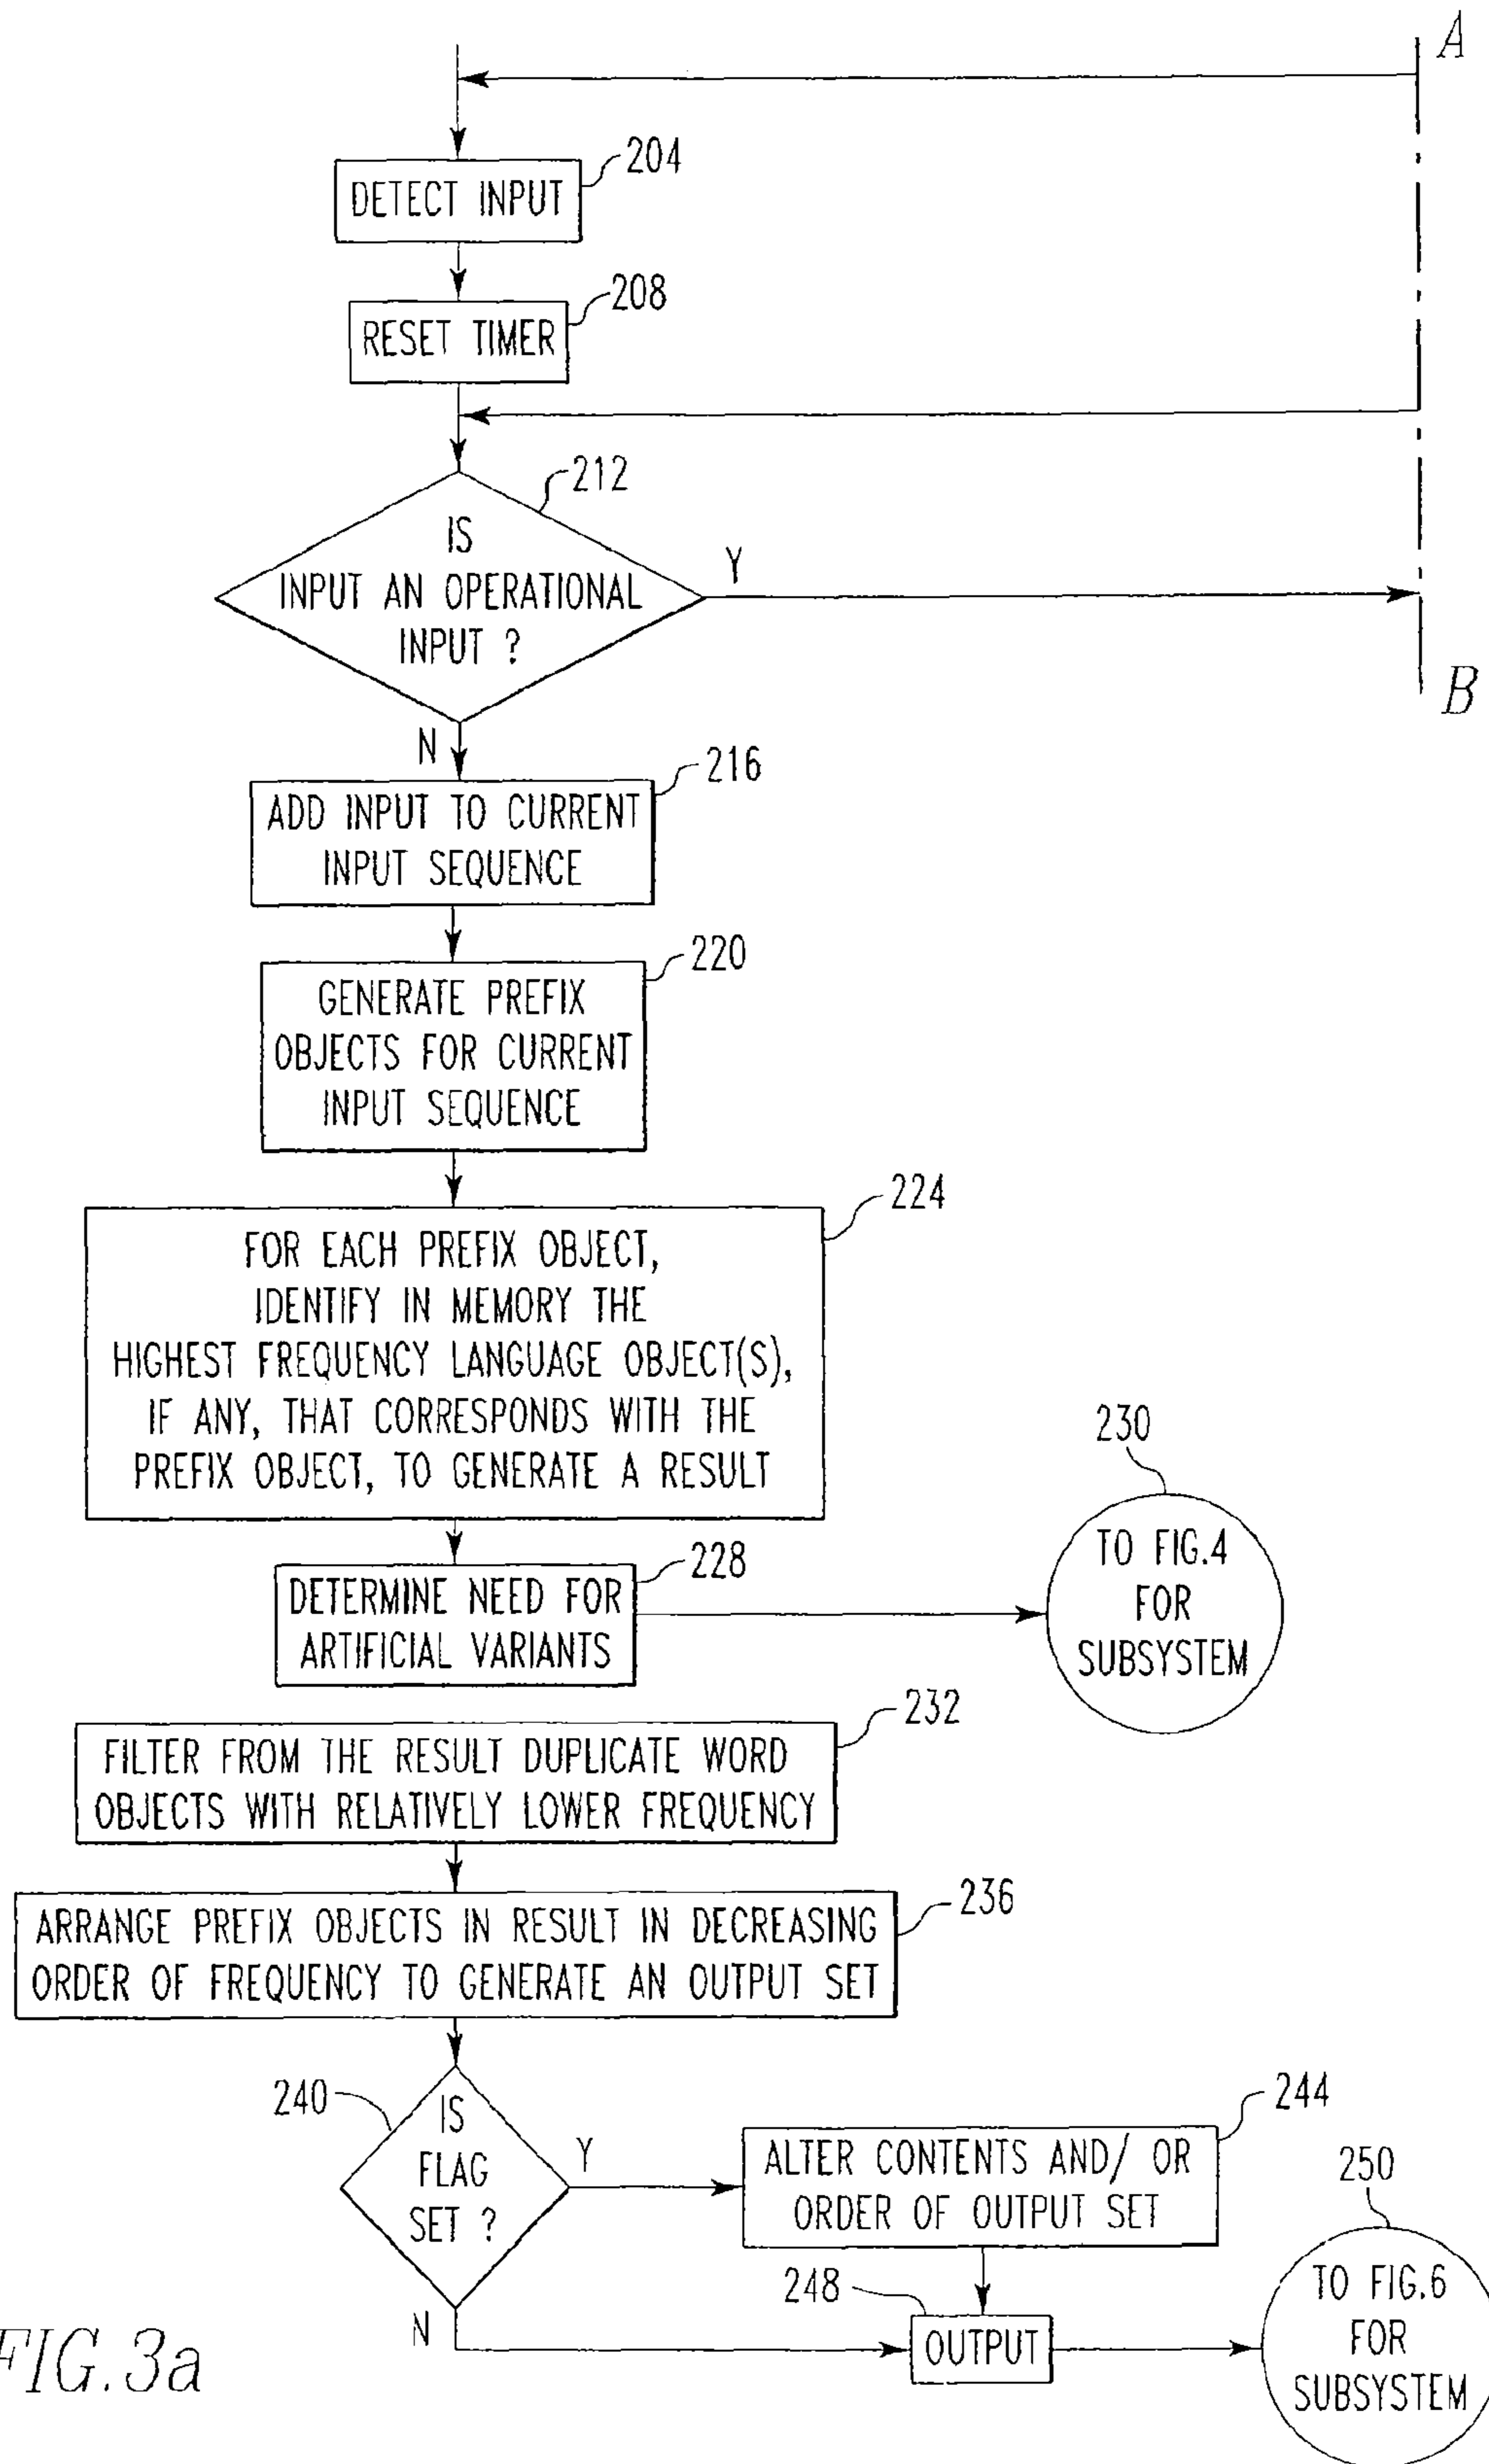 A
204
DETECT INPUT
208
RESET TIMER
212
IS
INPUT AN OPERATIONAL
INPUT ?
Y
B
N
216
ADD INPUT TO CURRENT
INPUT SEQUENCE
220
GENERATE PREFIX
OBJECTS FOR CURRENT
INPUT SEQUENCE
224
FOR EACH PREFIX OBJECT,
IDENTIFY IN MEMORY THE
HIGHEST FREQUENCY LANGUAGE OBJECT(S),
IF ANY, THAT CORRESPONDS WITH THE
PREFIX OBJECT, TO GENERATE A RESULT
230
TO FIG.4
FOR
SUBSYSTEM
228
DETERMINE NEED FOR
ARTIFICIAL VARIANTS
232
FILTER FROM THE RESULT DUPLICATE WORD
OBJECTS WITH RELATIVELY LOWER FREQUENCY
236
ARRANGE PREFIX OBJECTS IN RESULT IN DECREASING
ORDER OF FREQUENCY TO GENERATE AN OUTPUT SET
240
IS
FLAG
SET ?
Y
244
ALTER CONTENTS AND/ OR
ORDER OF OUTPUT SET
250
TO FIG.6
FOR
SUBSYSTEM
248
OUTPUT
N
FIG.3a